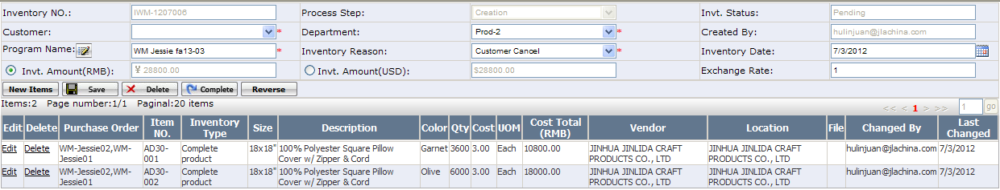 Inventory NO.: IWM-1207006 Process Step: Creation Invt. Status: Pending
Customer: * Department: Prod-2 * Created By: hulinjuan@jlachina.com
Program Name: WM Jessie fa13-03 * Inventory Reason: Customer Cancel * Inventory Date: 7/3/2012
Invt. Amount(RMB): ¥ 28800.00 Invt. Amount(USD): $28800.00 Exchange Rate: 1
New Items Save Delete Complete Reverse
Items:2 Page number:1/1 Paginal:20 items << < 1 > >> 1 go
Edit Delete Purchase Order Item NO. Inventory Type Size Description Color Qty Cost UOM Cost Total (RMB) Vendor Location File Changed By Last Changed
Edit Delete WM-Jessie02,WM-Jessie01 AD30-001 Complete product 18x18" 100% Polyester Square Pillow Cover w/ Zipper & Cord Garnet 3600 3.00 Each 10800.00 JINHUA JINLIDA CRAFT PRODUCTS CO., LTD JINHUA JINLIDA CRAFT PRODUCTS CO., LTD hulinjuan@jlachina.com 7/3/2012
Edit Delete WM-Jessie02,WM-Jessie01 AD30-002 Complete product 18x18" 100% Polyester Square Pillow Cover w/ Zipper & Cord Olive 6000 3.00 Each 18000.00 JINHUA JINLIDA CRAFT PRODUCTS CO., LTD JINHUA JINLIDA CRAFT PRODUCTS CO., LTD hulinjuan@jlachina.com 7/3/2012